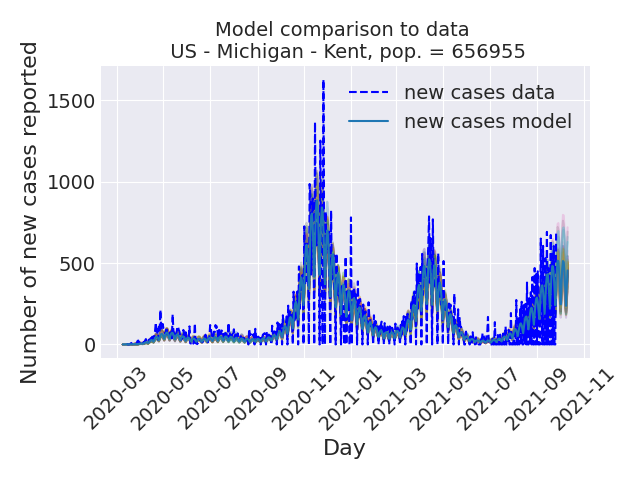 Model comparison to data
US - Michigan - Kent, pop. = 656955
Number of new cases reported
1500
1000
500
0
new cases data
new cases model
2020-03
2020-05
2020-07
2020-09
2020-11
2021-01
2021-03
2021-05
2021-07
2021-09
2021-11
Day